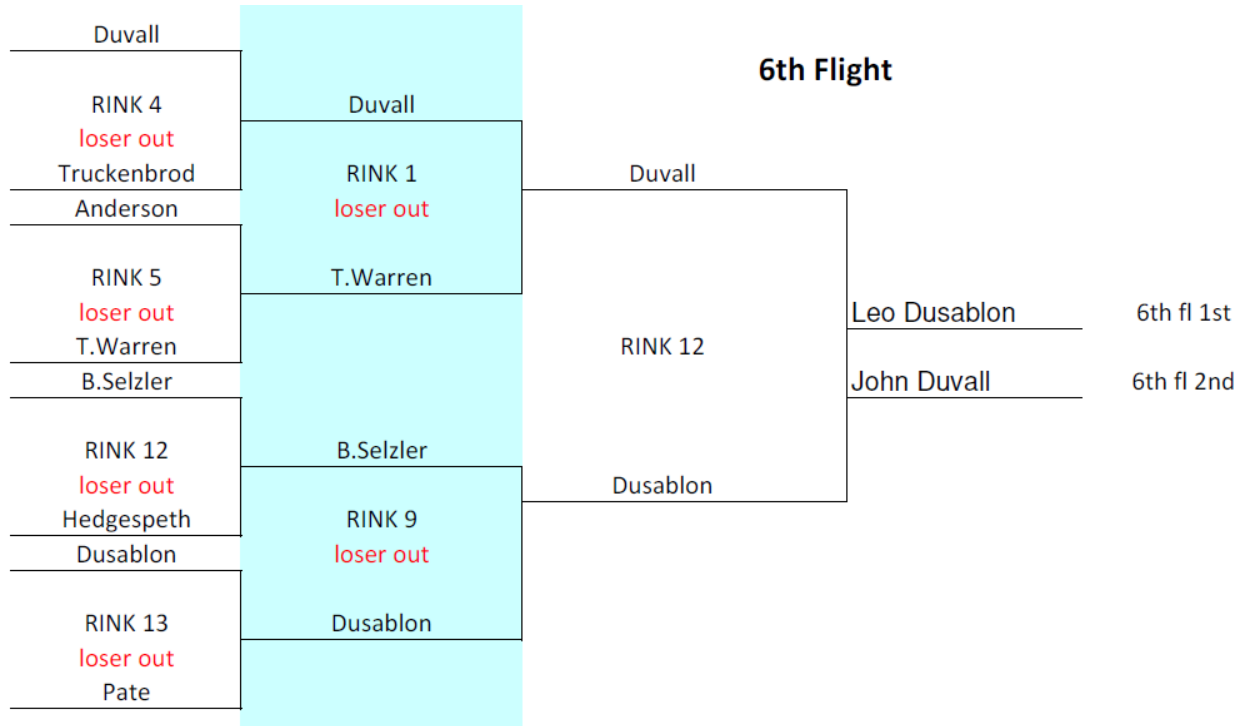 Duvall
6th Flight
RINK 4
Duvall
loser out
Truckenbrod
RINK 1
Duvall
Anderson
loser out
RINK 5
T.Warren
loser out
Leo Dusablon
6th fl 1st
T.Warren
RINK 12
B.Selzler
John Duvall
6th fl 2nd
RINK 12
B.Selzler
loser out
Dusablon
Hedgespeth
RINK 9
Dusablon
loser out
RINK 13
Dusablon
loser out
Pate